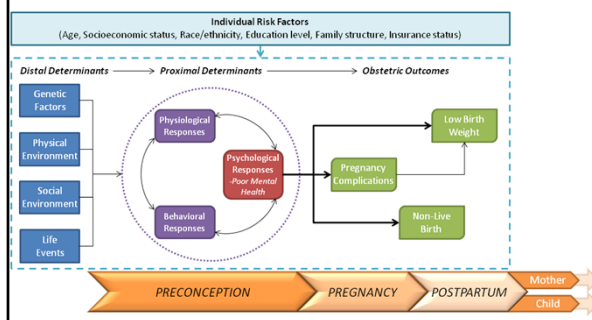 Individual Risk Factors
(Age, Socioeconomic status, Race/ethnicity, Education level, Family structure, Insurance status)
Distal Determinants
Proximal Determinants
Obstetric Outcomes
Genetic
Factors
Physical
Environment
Social
Environment
Life
Events
Physiological
Responses
Psychological
Responses
-Poor Mental
Health
Behavioral
Responses
Low Birth
Weight
Pregnancy
Complications
Non-Live
Birth
PRECONCEPTION
PREGNANCY
POSTPARTUM
Mother
Child